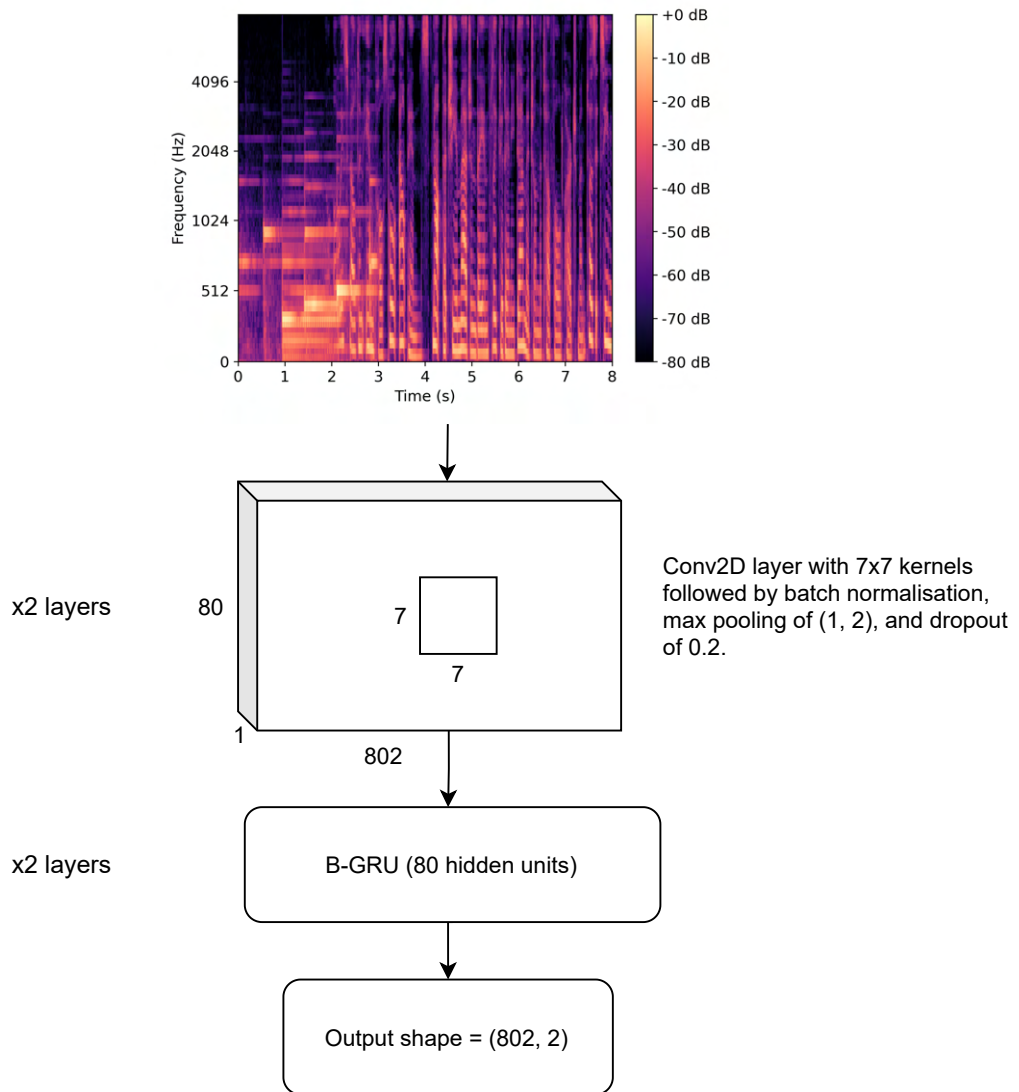 +0 dB
-10 dB
-20 dB
-30 dB
-40 dB
-50 dB
-60 dB
-70 dB
-80 dB
Frequency (Hz)
4096
2048
1024
512
0
0 1 2 3 4 5 6 7 8
Time (s)
x2 layers
80
7
7
1
802
Conv2D layer with 7x7 kernels
followed by batch normalisation,
max pooling of (1, 2), and dropout
of 0.2.
x2 layers
B-GRU (80 hidden units)
Output shape = (802, 2)